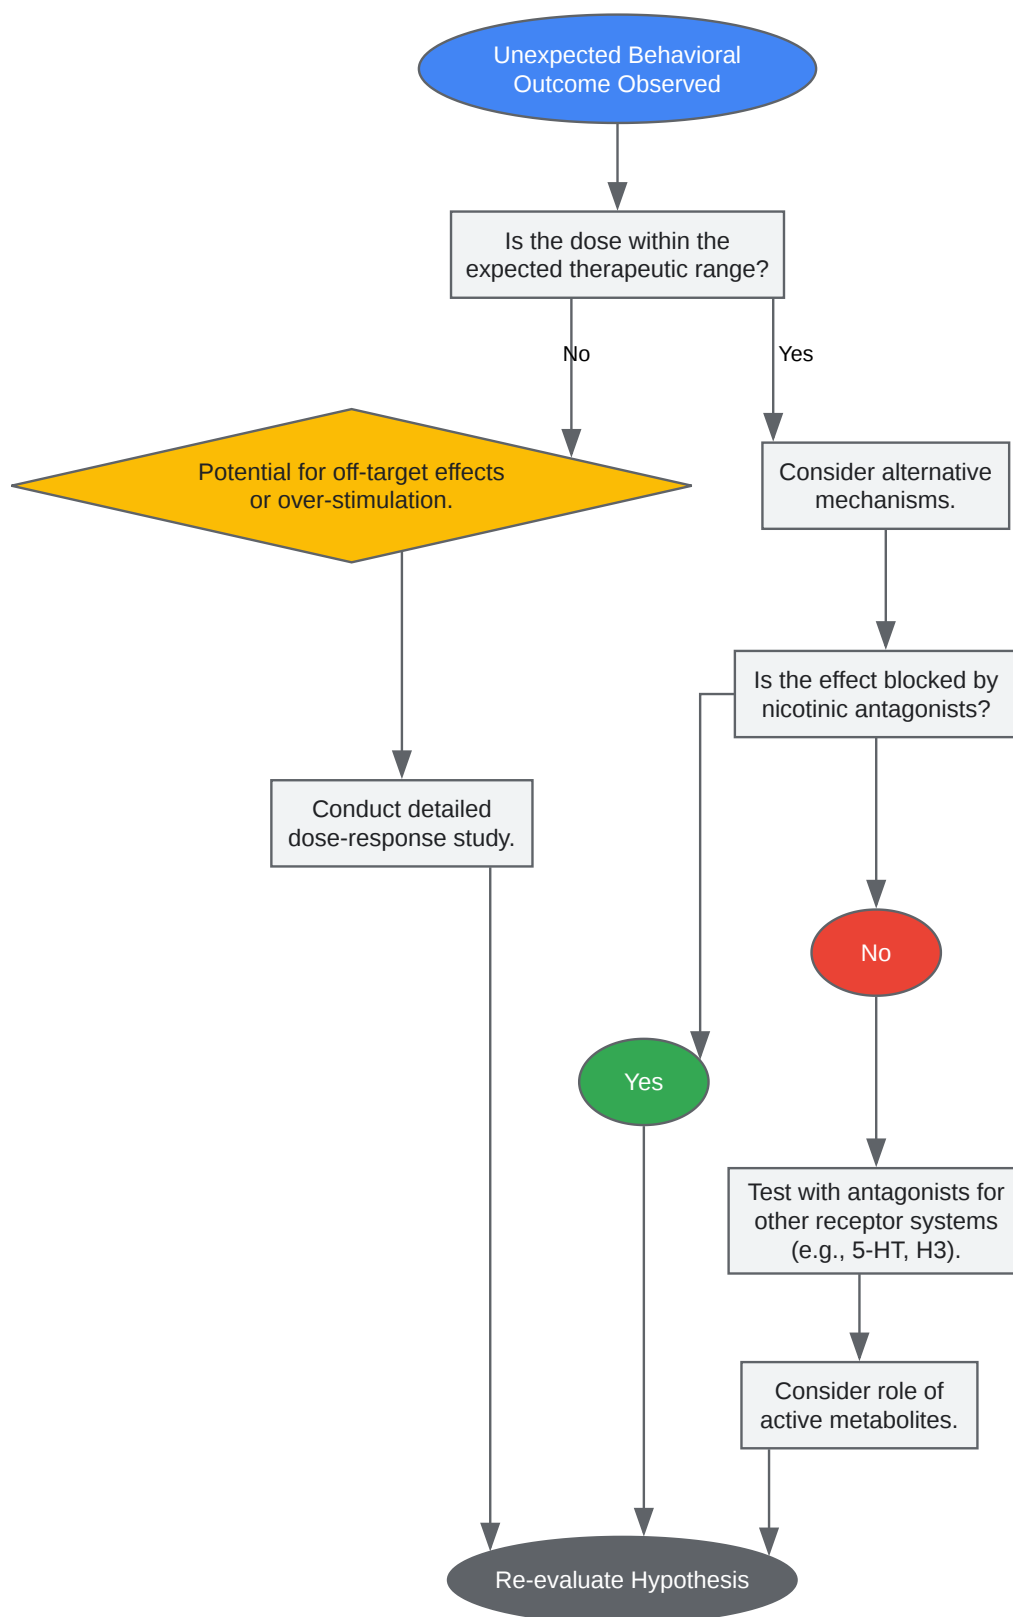 Unexpected Behavioral
Outcome Observed
Is the dose within the
expected therapeutic range?
No
Yes
Potential for off-target effects
or over-stimulation.
Consider alternative
mechanisms.
Is the effect blocked by
nicotinic antagonists?
Conduct detailed
dose-response study.
No
Yes
Test with antagonists for
other receptor systems
(e.g., 5-HT, H3).
Consider role of
active metabolites.
Re-evaluate Hypothesis